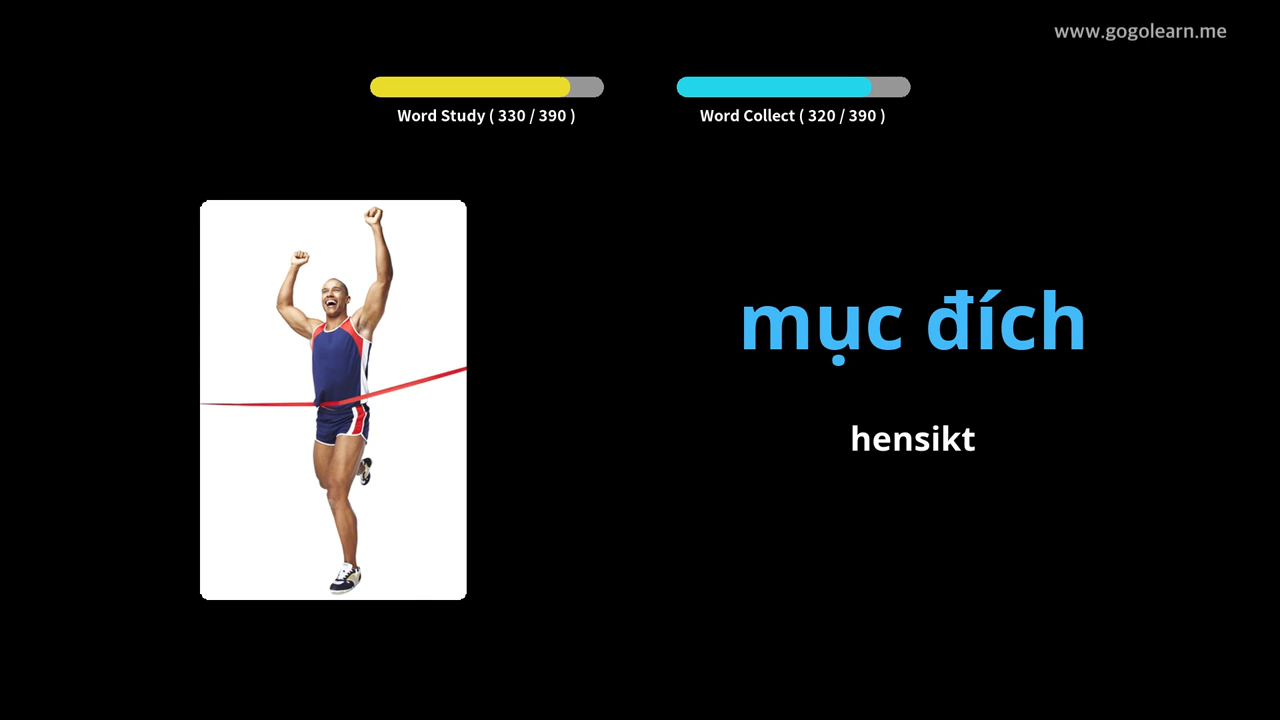 www.gogolearn.me
Word Study ( 330 / 390 )
Word Collect ( 320 / 390 )
mục đích
hensikt